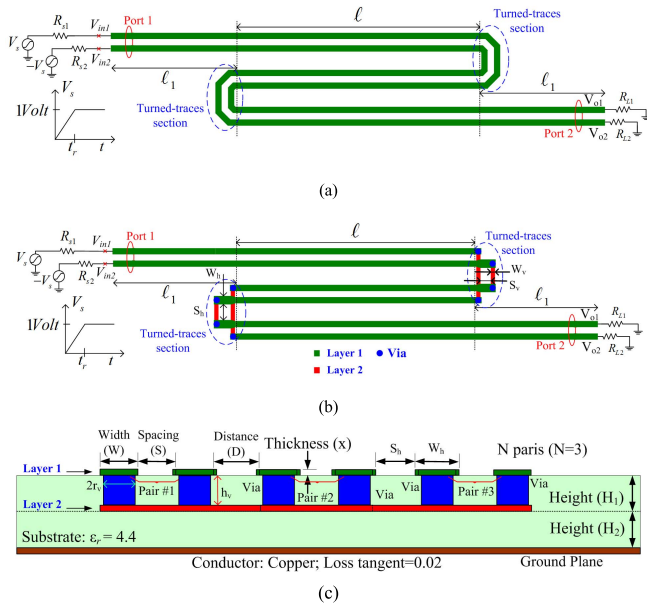 Port 1
ℓ
Turned-traces
section
R_s1
V_in1
V_s
R_s2
V_in2
-V_s
ℓ_1
V_s
1Volt
t_r
t
Turned-traces
section
ℓ_1
V_o1
R_L1
Port 2
V_o2
R_L2
(a)
Port 1
ℓ
Turned-traces
section
R_s1
V_in1
V_s
R_s2
V_in2
-V_s
W_v
S_v
W_h
ℓ_1
V_s
1Volt
t_r
t
S_h
Turned-traces
section
ℓ_1
V_o1
R_L1
Port 2
V_o2
R_L2
Layer 1
Via
Layer 2
(b)
Width
(W)
Spacing
(S)
Distance
(D)
Thickness (x)
S_h
W_h
N paris (N=3)
Layer 1
2r_v
Pair #1
h_v
Via
Pair #2
Via
Via
Pair #3
Via
Height(H_1)
Layer 2
Height(H_2)
Substrate: ε_r = 4.4
Conductor: Copper; Loss tangent=0.02
Ground Plane
(c)